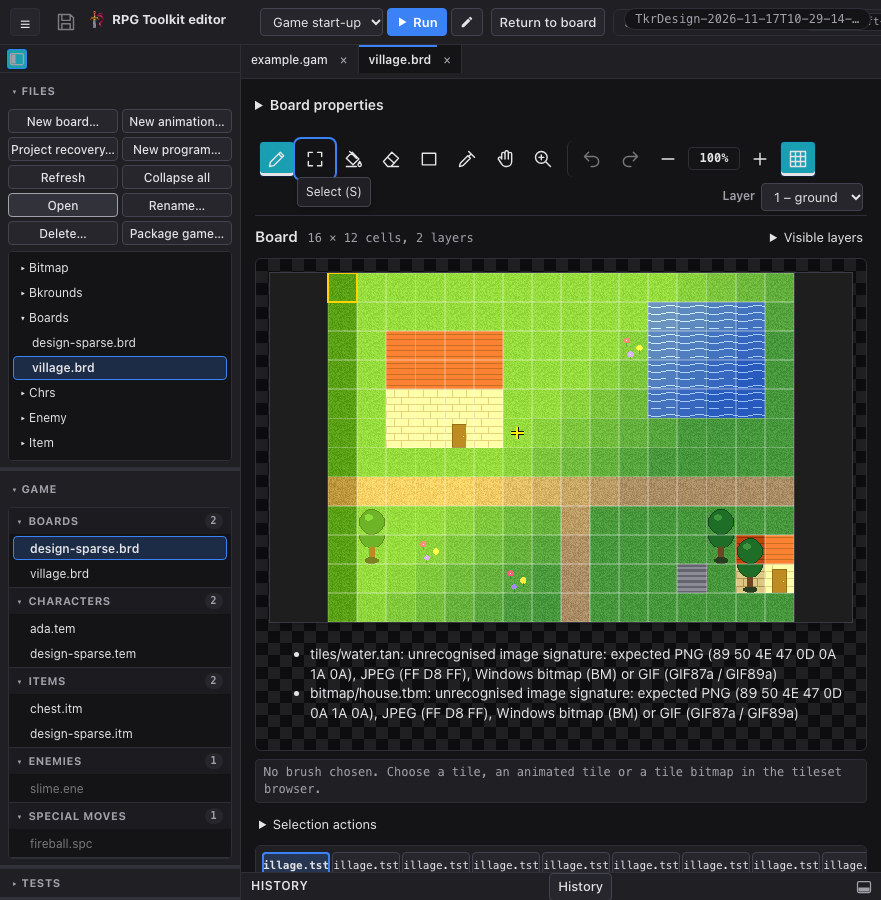 RPG Toolkit editor
Game start-up
Run
Return to board
TkrDesign-2026-11-17T10-29-14-…
example.gam ×
village.brd ×
FILES
New board...
New animation...
Project recovery...
New program...
Refresh
Collapse all
Open
Rename...
Delete...
Package game...
Bitmap
Bkrounds
Boards
design-sparse.brd
village.brd
Chrs
Enemy
Item
GAME
BOARDS 2
design-sparse.brd
village.brd
CHARACTERS 2
ada.tem
design-sparse.tem
ITEMS 2
chest.itm
design-sparse.itm
ENEMIES 1
slime.ene
SPECIAL MOVES 1
fireball.spc
TESTS
Board properties
100%
Select (S)
Layer 1 – ground
Board 16 × 12 cells, 2 layers
Visible layers
tiles/water.tan: unrecognised image signature: expected PNG (89 50 4E 47 0D 0A
1A 0A), JPEG (FF D8 FF), Windows bitmap (BM) or GIF (GIF87a / GIF89a)
bitmap/house.tbm: unrecognised image signature: expected PNG (89 50 4E 47 0D
0A 1A 0A), JPEG (FF D8 FF), Windows bitmap (BM) or GIF (GIF87a / GIF89a)
No brush chosen. Choose a tile, an animated tile or a tile bitmap in the tileset
browser.
Selection actions
illage.tst illage.tst illage.tst illage.tst illage.tst illage.tst illage.tst illage.tst illage.
HISTORY
History